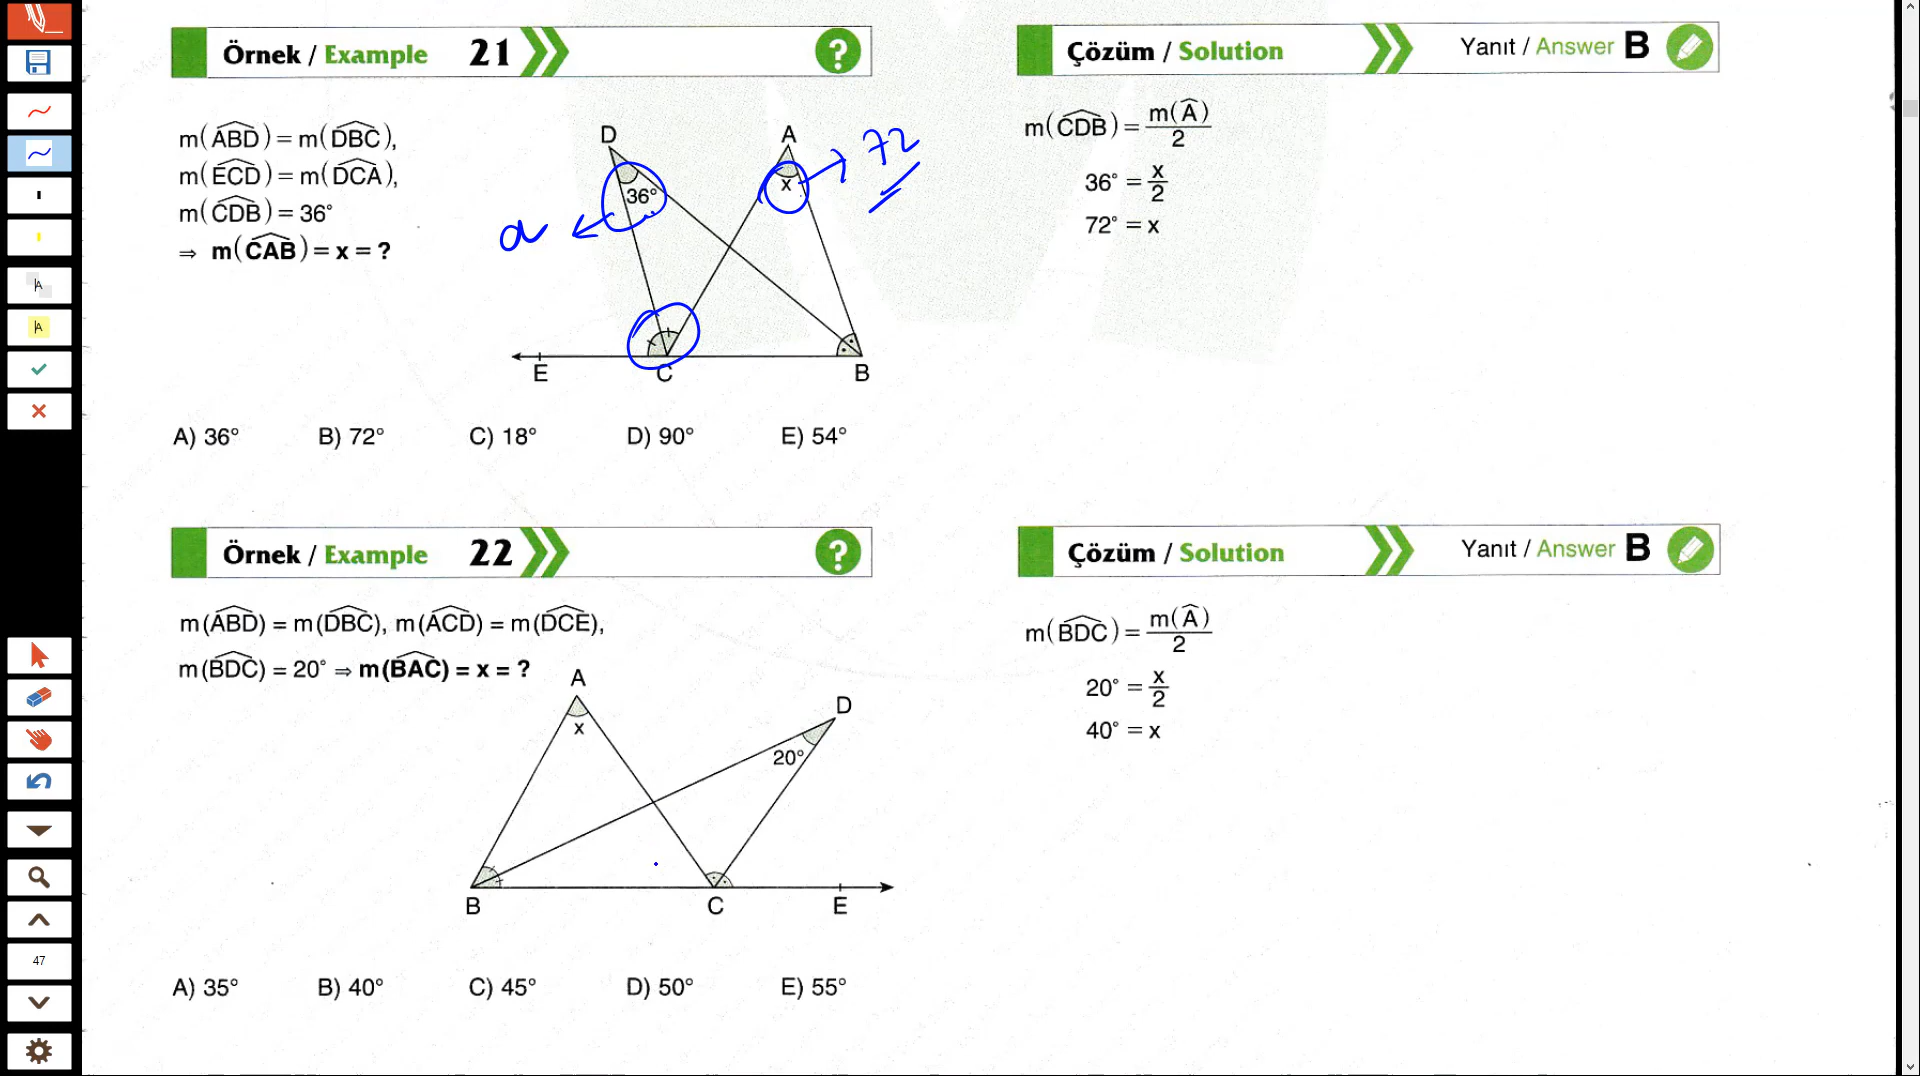 Örnek / Example 21
?
m(ABD) = m(DBC),
m(ECD) = m(DCA),
m(CDB) = 36°
⇒ m(CAB) = x = ?
D
A
72
36°
x
α
E
C
B
A) 36° B) 72° C) 18° D) 90° E) 54°
Çözüm / Solution Yanıt / Answer B
m(CDB) = m(A)/2
36° = x/2
72° = x
Örnek / Example 22
?
m(ABD) = m(DBC), m(ACD) = m(DCE),
m(BDC) = 20° ⇒ m(BAC) = x = ?
A
D
x
20°
B
C
E
A) 35° B) 40° C) 45° D) 50° E) 55°
Çözüm / Solution Yanıt / Answer B
m(BDC) = m(A)/2
20° = x/2
40° = x
A
A
47